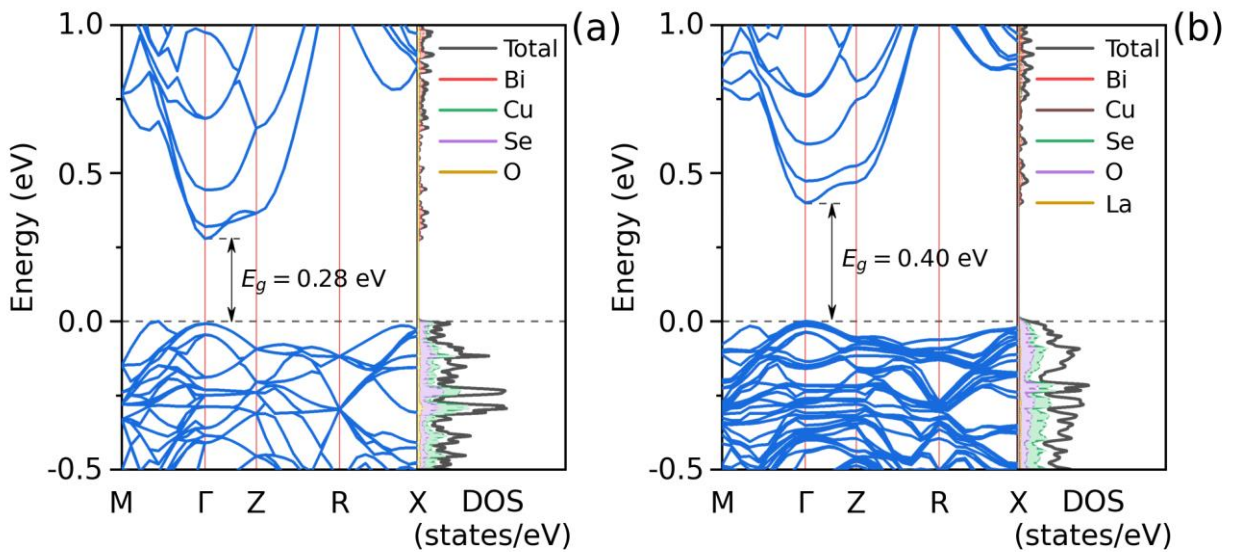 (a)
Energy (eV)
1.0
0.5
0.0
-0.5
E_g = 0.28 eV
Total
Bi
Cu
Se
O
M Γ Z R X DOS
(states/eV)
(b)
Energy (eV)
1.0
0.5
0.0
-0.5
E_g = 0.40 eV
Total
Bi
Cu
Se
O
La
M Γ Z R X DOS
(states/eV)